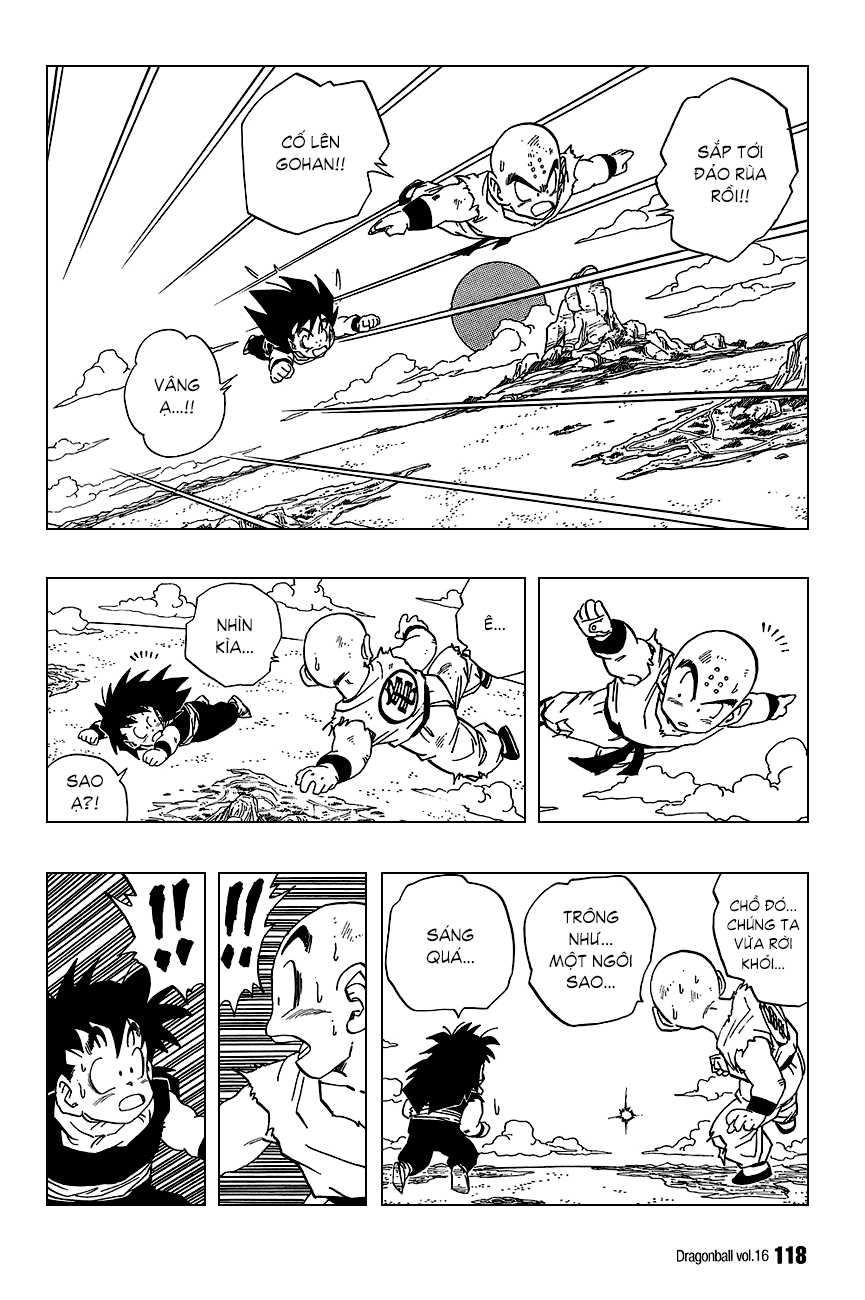 SẮP TỚI
ĐẢO RÙA
RỒI!!
CỐ LÊN
GOHAN!!
VÂNG
Ạ...!!
Ê...
NHÌN
KÌA...
SAO
Ạ?!
CHỔ ĐÓ...
CHÚNG TA
VỪA RỜI
KHỎI...
TRÔNG
NHƯ...
MỘT NGÔI
SAO...
SÁNG
QUÁ...
!!
!!
Dragonball vol.16 118